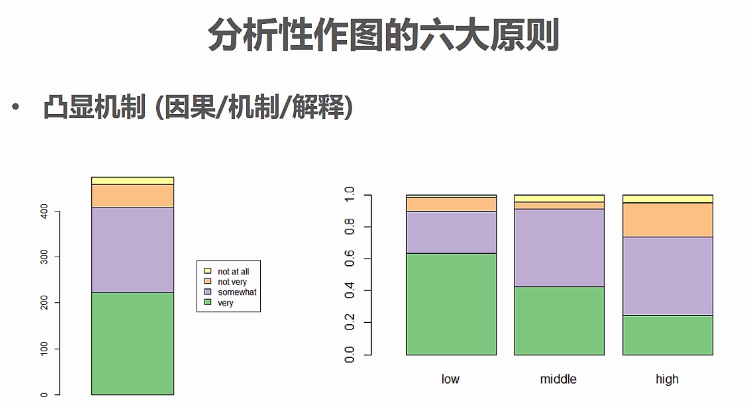 分析性作图的六大原则
• 凸显机制 (因果/机制/解释)
400
300
200
100
0
not at all
not very
somewhat
very
1.0
0.8
0.6
0.4
0.2
0.0
low middle high